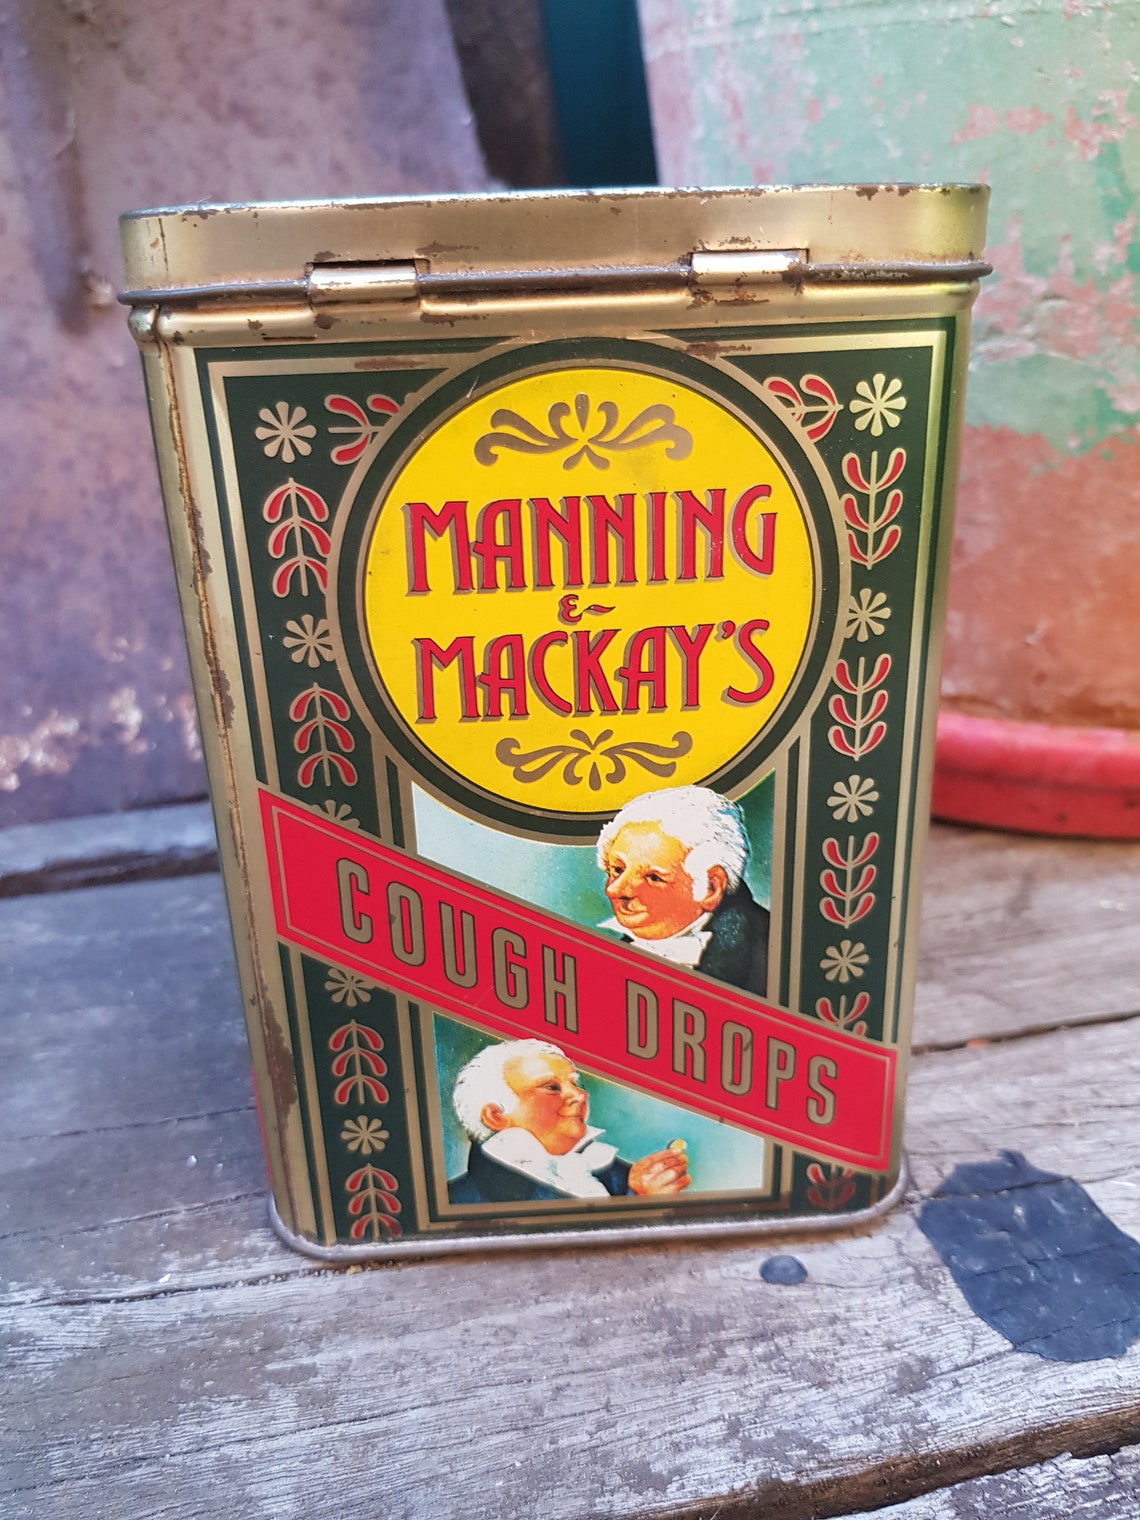 MANNING
&
MACKAY'S
COUGH DROPS